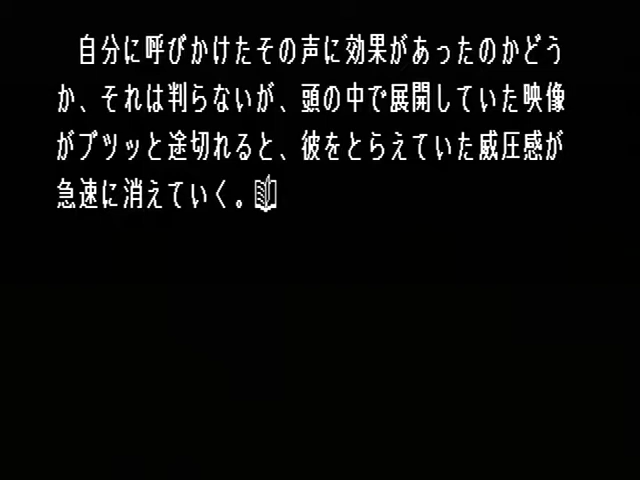 自分に呼びかけたその声に効果があったのかどう
か、それは判らないが、頭の中で展開していた映像
がブツッと途切れると、彼をとらえていた威圧感が
急速に消えていく。